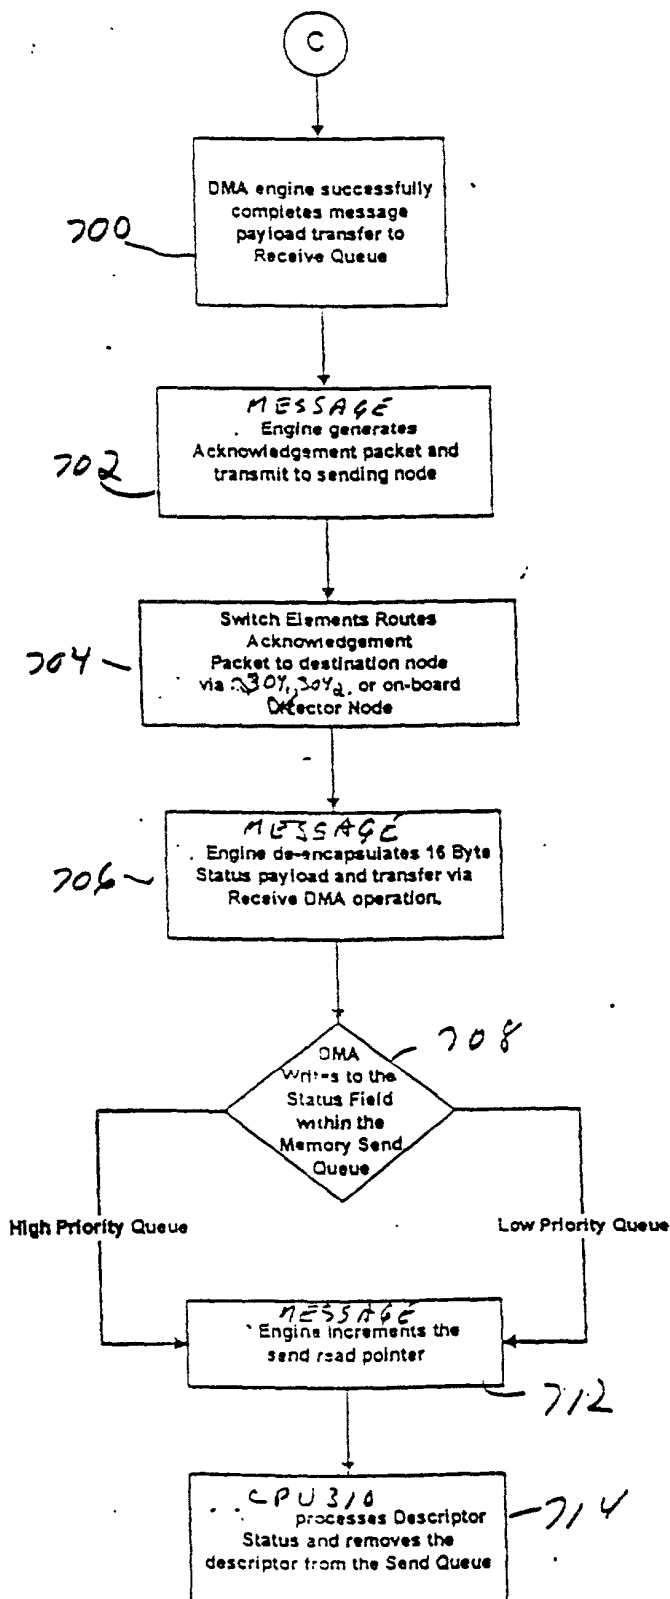 C
DMA engine successfully
completes message
payload transfer to
Receive Queue
700
MESSAGE
Engine generates
Acknowledgement packet and
transmit to sending node
702
Switch Elements Routes
Acknowledgement
Packet to destination node
via 304, 304₂, or on-board
Node
704
MESSAGE
Engine de-encapsulates 16 Byte
Status payload and transfer via
Receive DMA operation.
706
708
DMA
Writes to the
Status Field
within the
Memory Send
Queue
High Priority Queue
Low Priority Queue
MESSAGE
Engine increments the
send read pointer
712
CPU 310
processes Descriptor
Status and removes the
descriptor from the Send Queue
714